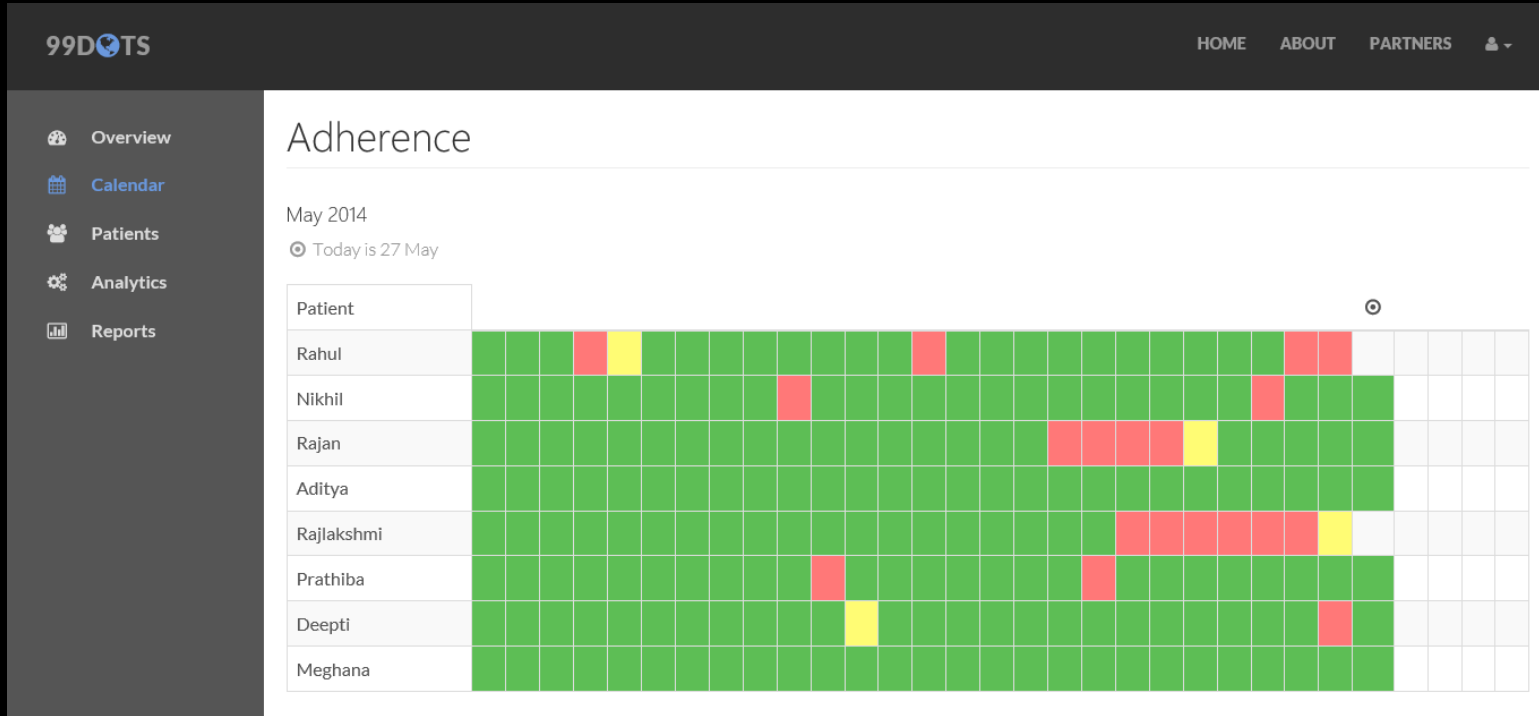 99DOTS
HOME ABOUT PARTNERS
Overview
Calendar
Patients
Analytics
Reports
Adherence
May 2014
Today is 27 May
Patient
Rahul
Nikhil
Rajan
Aditya
Rajlakshmi
Prathiba
Deepti
Meghana